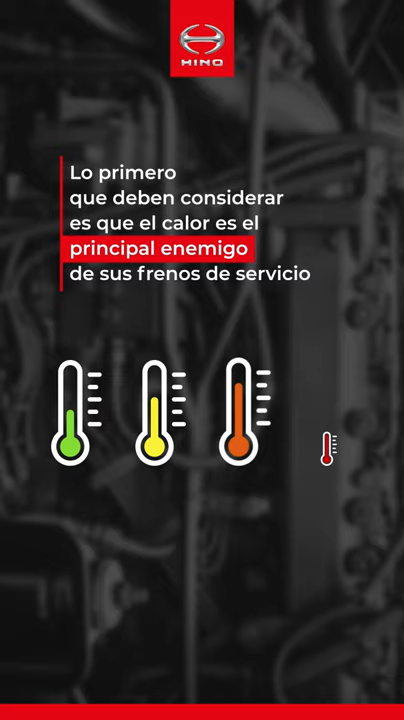 HINO
Lo primero
que deben considerar
es que el calor es el
principal enemigo
de sus frenos de servicio